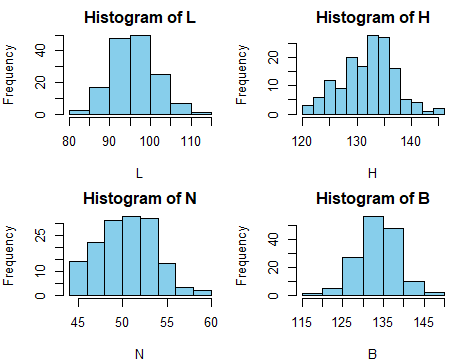 Histogram of L
Frequency
0 20 40
80 90 100 110
L
Histogram of H
Frequency
0 10 20
120 130 140
H
Histogram of N
Frequency
0 10 25
45 50 55 60
N
Histogram of B
Frequency
0 20 40
115 125 135 145
B